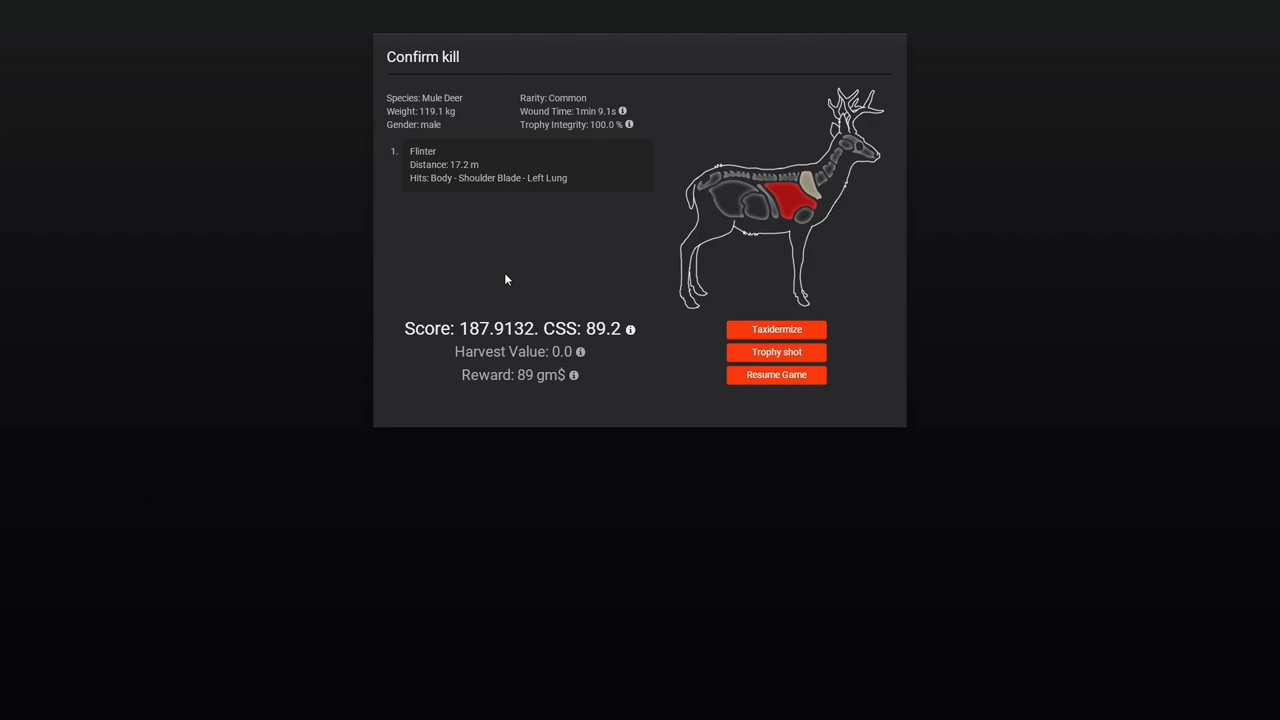 Confirm kill
Species: Mule Deer
Rarity: Common
Weight: 119.1 kg
Wound Time: 1min 9.1s
Gender: male
Trophy Integrity: 100.0 %
1. Flinter
Distance: 17.2 m
Hits: Body - Shoulder Blade - Left Lung
Score: 187.9132. CSS: 89.2
Harvest Value: 0.0
Reward: 89 gm$
Taxidermize
Trophy shot
Resume Game